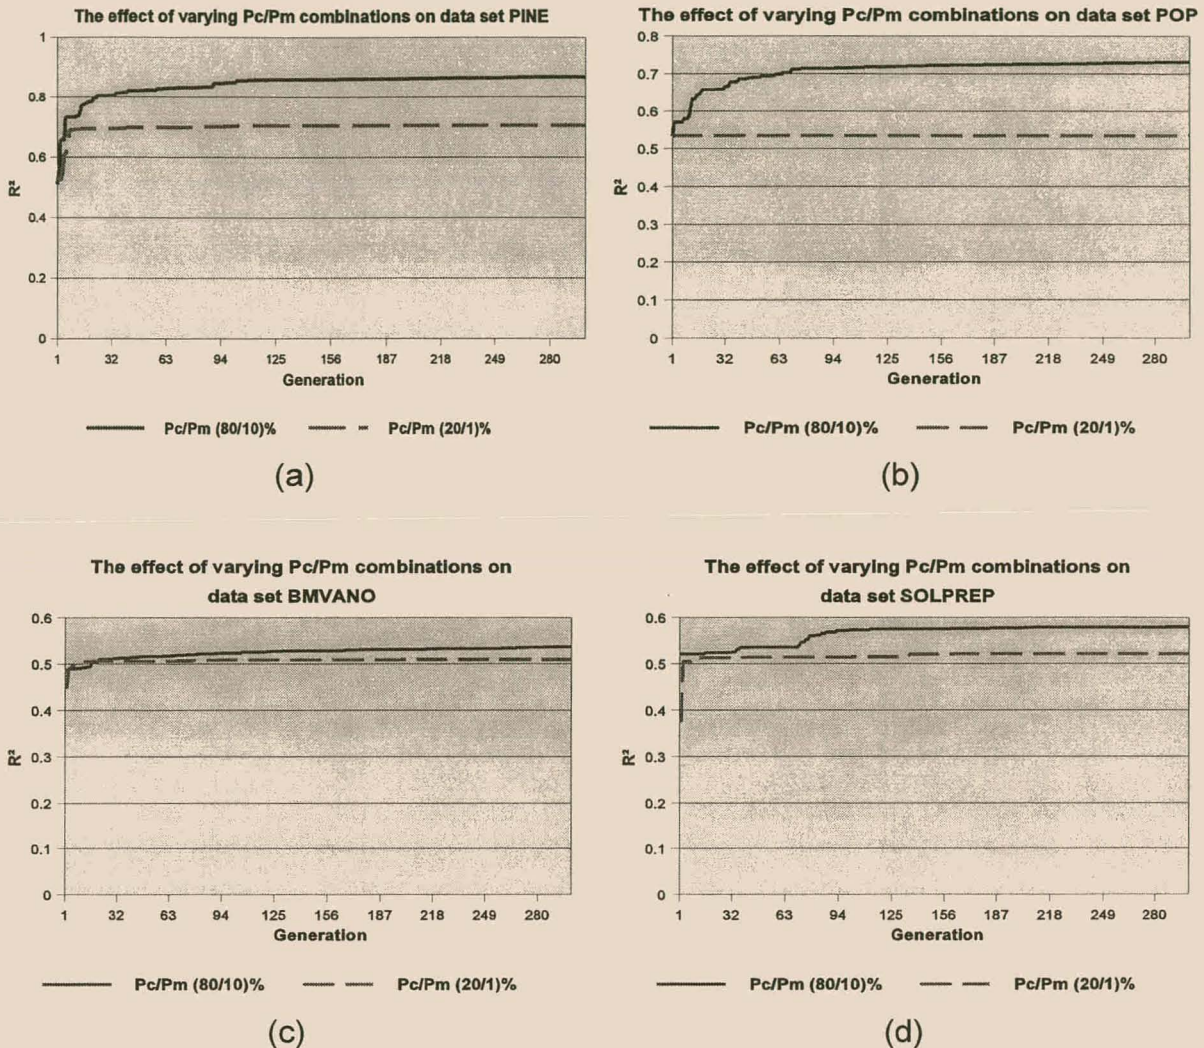 The effect of varying Pc/Pm combinations on data set PINE
1
0.8
0.6
0.4
0.2
0
R²
1 32 63 94 125 156 187 218 249 280
Generation
Pc/Pm (80/10)% Pc/Pm (20/1)%
(a)
The effect of varying Pc/Pm combinations on data set POP
0.8
0.7
0.6
0.5
0.4
0.3
0.2
0.1
0
R²
1 32 63 94 125 156 187 218 249 280
Generation
Pc/Pm (80/10)% Pc/Pm (20/1)%
(b)
The effect of varying Pc/Pm combinations on
data set BMVANO
0.6
0.5
0.4
0.3
0.2
0.1
0
R²
1 32 63 94 125 156 187 218 249 280
Generation
Pc/Pm (80/10)% Pc/Pm (20/1)%
(c)
The effect of varying Pc/Pm combinations on
data set SOLPREP
0.6
0.5
0.4
0.3
0.2
0.1
0
R²
1 32 63 94 125 156 187 218 249 280
Generation
Pc/Pm (80/10)% Pc/Pm (20/1)%
(d)